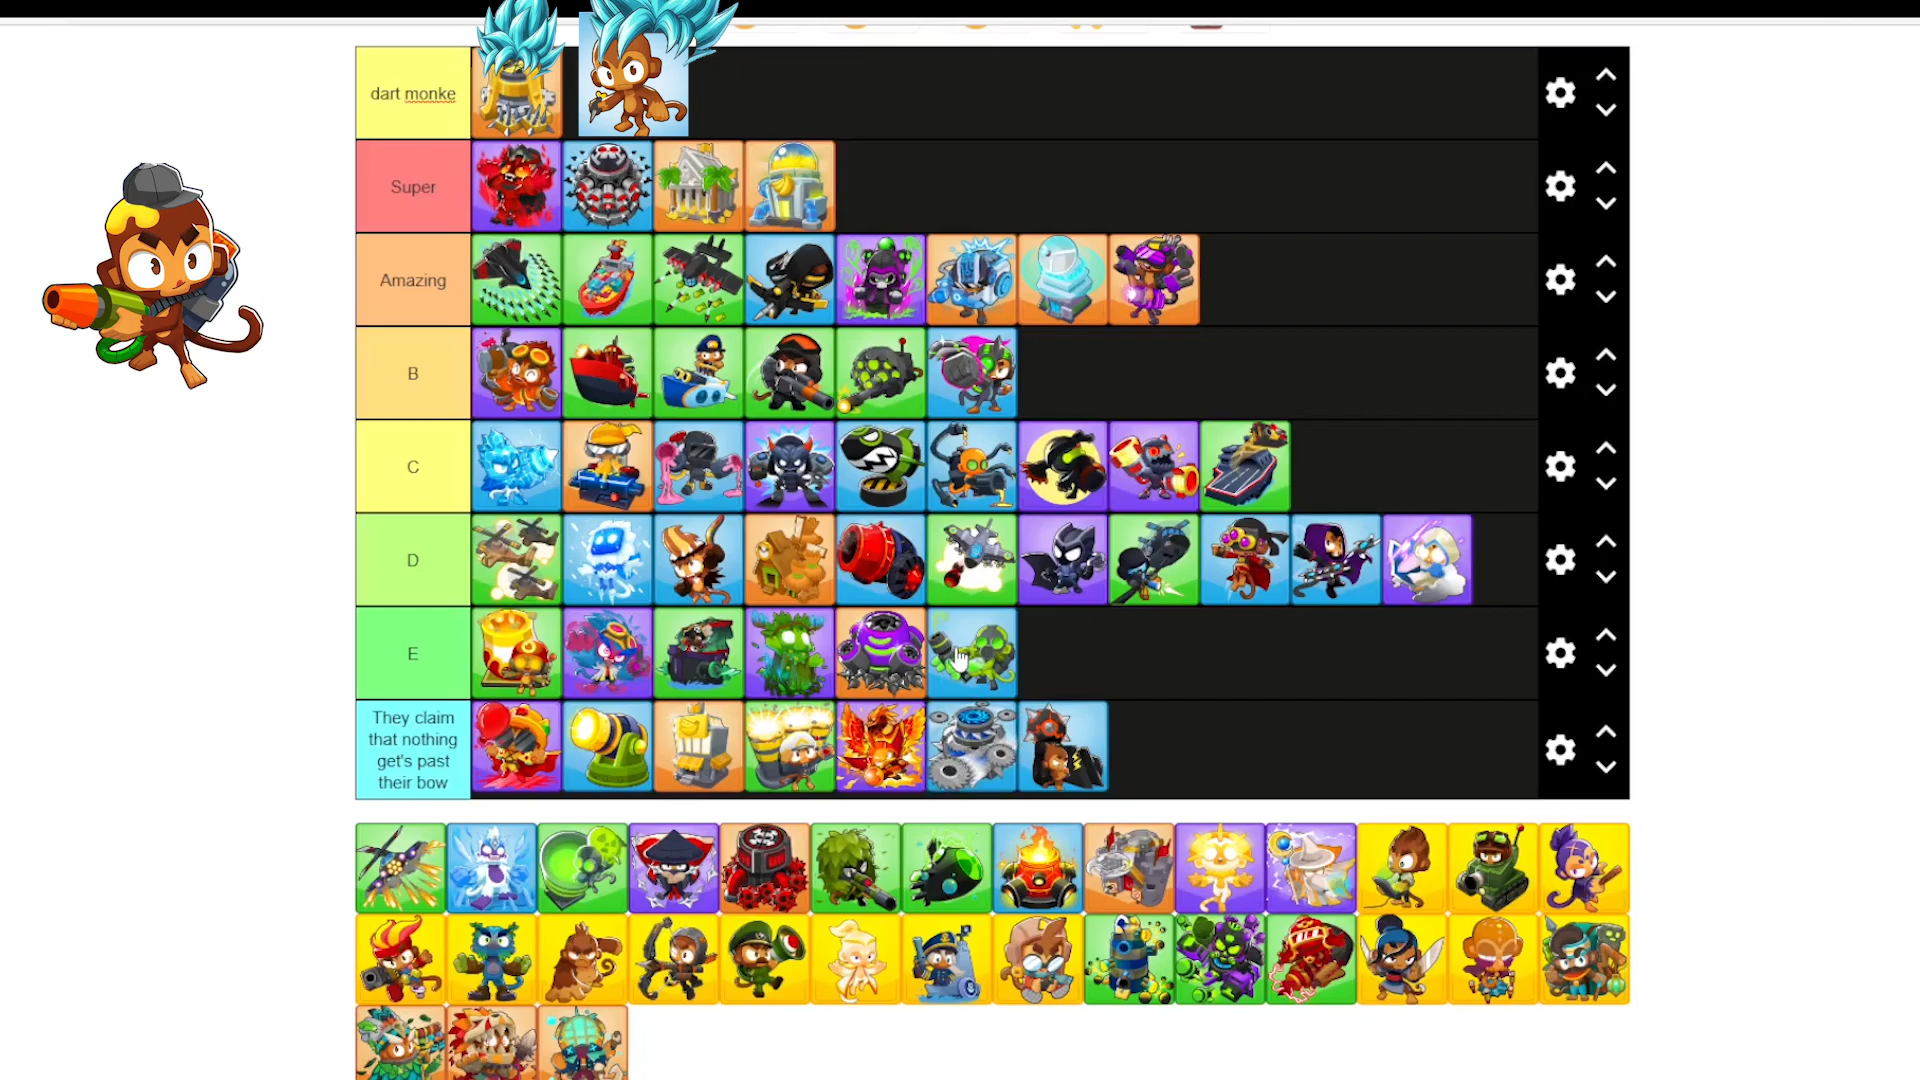 dart monke
Super
Amazing
B
C
D
E
They claim
that nothing
get's past
their bow